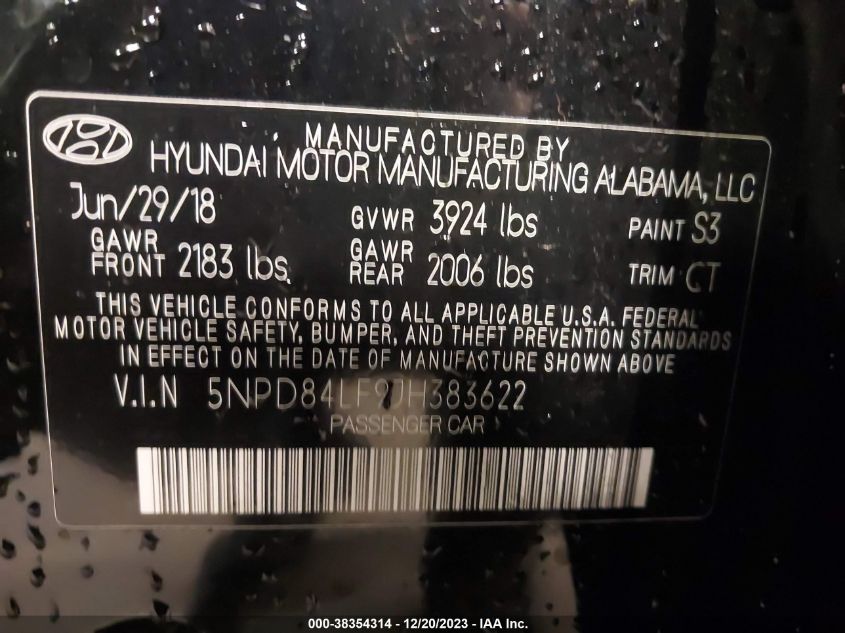 MANUFACTURED BY
HYUNDAI MOTOR MANUFACTURING ALABAMA, LLC
Jun/29/18 GVWR 3924 lbs PAINT S3
GAWR FRONT 2183 lbs. GAWR REAR 2006 lbs TRIM CT
THIS VEHICLE CONFORMS TO ALL APPLICABLE U.S.A. FEDERAL
MOTOR VEHICLE SAFETY, BUMPER, AND THEFT PREVENTION STANDARDS
IN EFFECT ON THE DATE OF MANUFACTURE SHOWN ABOVE
V.I.N 5NPD84LF9JH383622
PASSENGER CAR
000-38354314 - 12/20/2023 - IAA Inc.